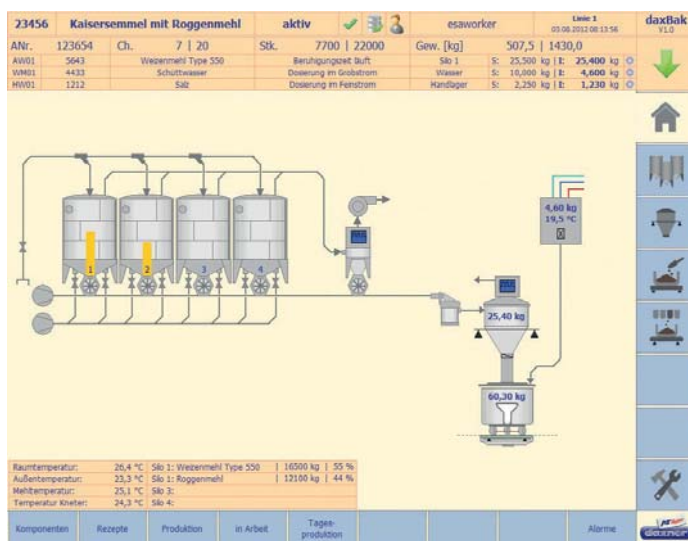 23456 Kaisersemmel mit Roggenmehl aktiv esaworker Linie 1 daxBak
03.08.2012 08:13:56 V1.0
ANr. 123654 Ch. 7 | 20 Stk. 7700 | 22000 Gew. [kg] 507,5 | 1430,0
AW01 5643 Weizenmehl Type 550 Beruhigungszeit läuft Silo 1 S: 25,500 kg | I: 25,400 kg
WM01 4433 Schüttwasser Dosierung im Grobstrom Wasser S: 10,000 kg | I: 4,600 kg
HW01 1212 Salz Dosierung im Feinstrom Handlager S: 2,250 kg | I: 1,230 kg
4,60 kg
19,5 °C
1 2 3 4
25,40 kg
60,30 kg
Raumtemperatur: 26,4 °C Silo 1: Weizenmehl Type 550 | 16500 kg | 55 %
Außentemperatur: 23,3 °C Silo 1: Roggenmehl | 12100 kg | 44 %
Mehltemperatur: 25,1 °C Silo 3:
Temperatur Kneter: 24,3 °C Silo 4:
Komponenten Rezepte Produktion in Arbeit Tages- Alarme
produktion
daxner